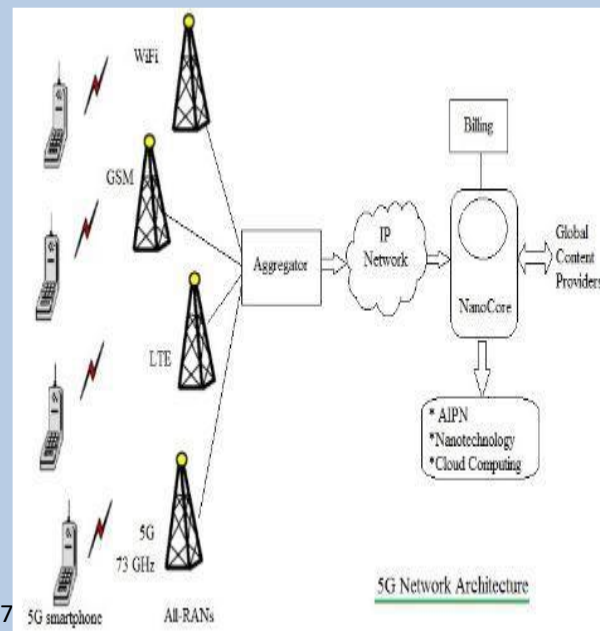 WiFi
GSM
LTE
5G
73 GHz
7
5G smartphone
All-RANs
Aggregator
IP
Network
Billing
NanoCore
Global
Content
Providers
* AIPN
*Nanotechnology
*Cloud Computing
5G Network Architecture